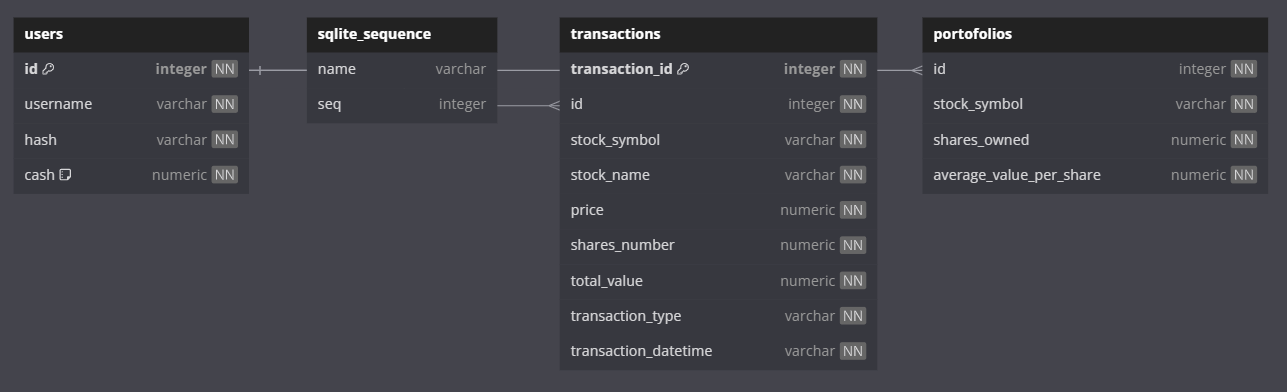 users
id integer NN
username varchar NN
hash varchar NN
cash numeric NN
sqlite_sequence
name varchar
seq integer
transactions
transaction_id integer NN
id integer NN
stock_symbol varchar NN
stock_name varchar NN
price numeric NN
shares_number numeric NN
total_value numeric NN
transaction_type varchar NN
transaction_datetime varchar NN
portofolios
id integer NN
stock_symbol varchar NN
shares_owned numeric NN
average_value_per_share numeric NN